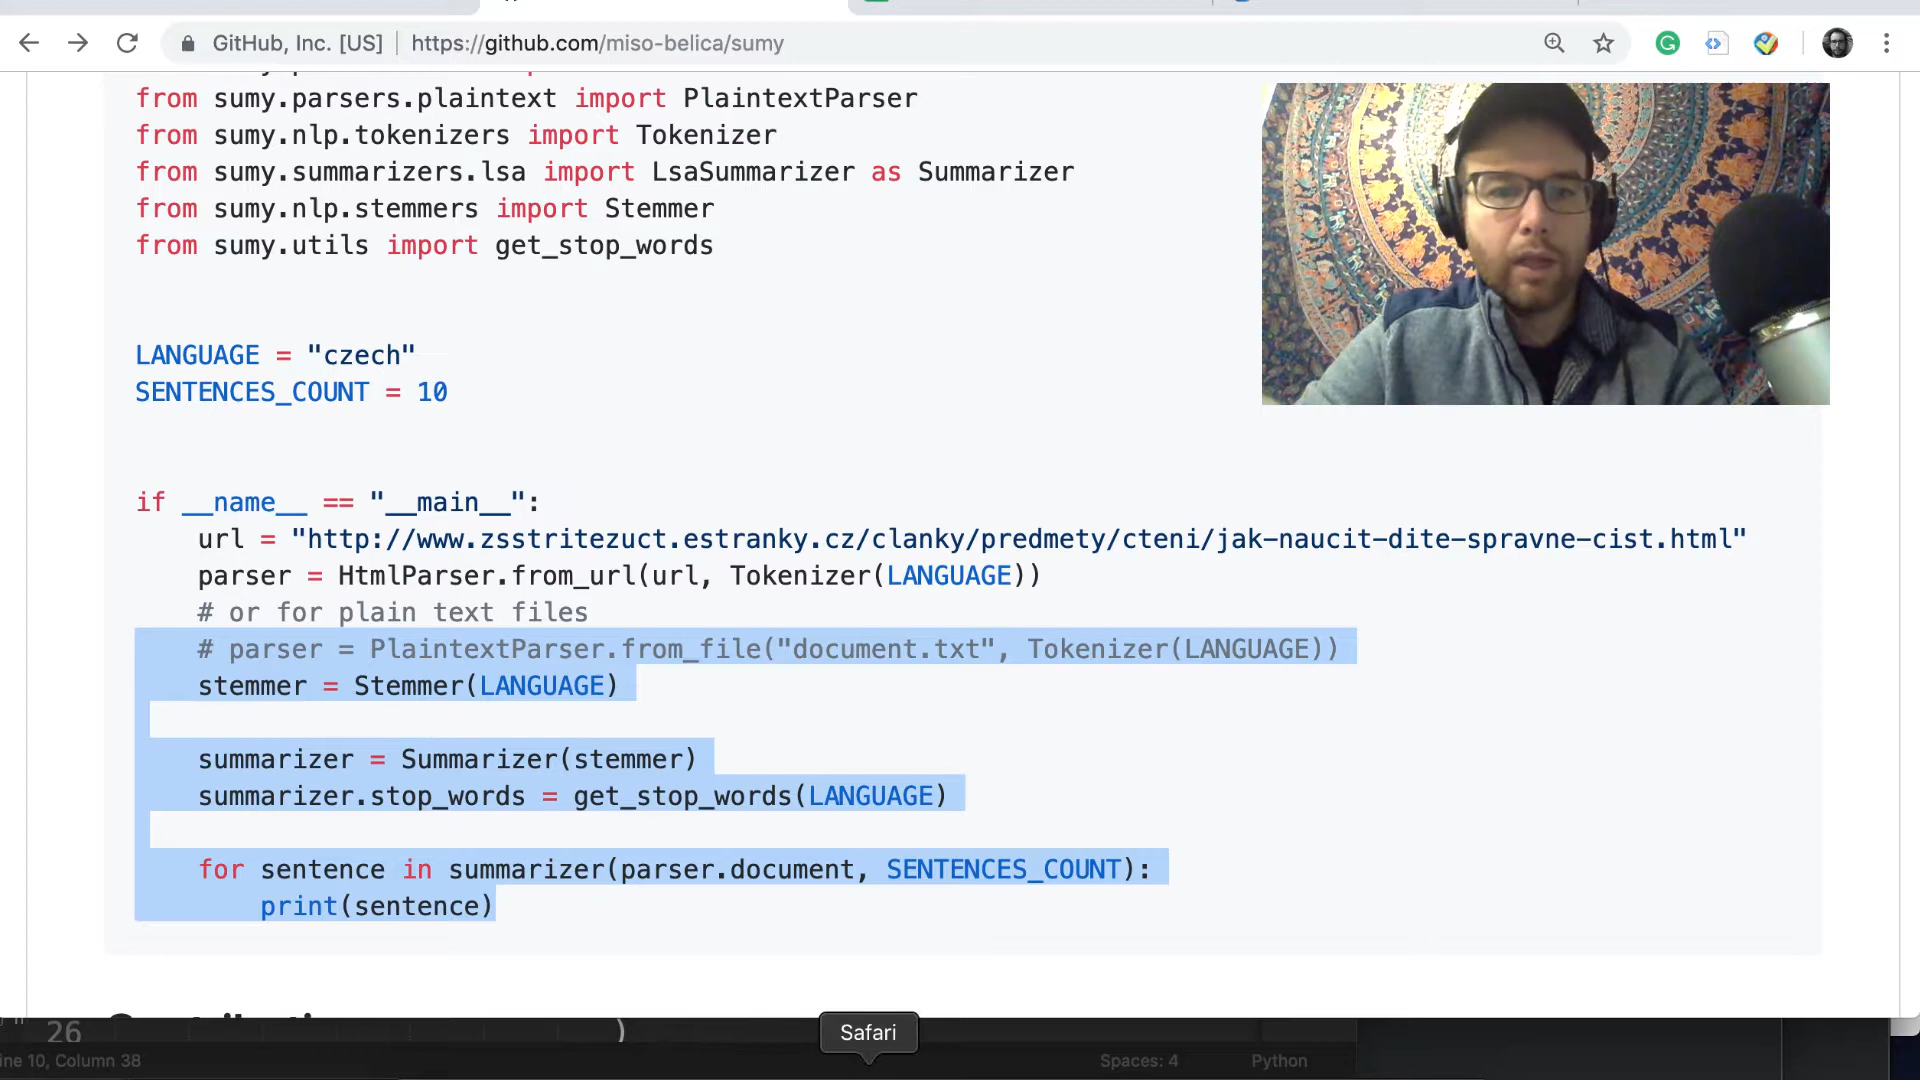 GitHub, Inc. [US]
https://github.com/miso-belica/sumy
from sumy.parsers.plaintext import PlaintextParser
from sumy.nlp.tokenizers import Tokenizer
from sumy.summarizers.lsa import LsaSummarizer as Summarizer
from sumy.nlp.stemmers import Stemmer
from sumy.utils import get_stop_words
LANGUAGE = "czech"
SENTENCES_COUNT = 10
if __name__ == "__main__":
url = "http://www.zsstritezuct.estranky.cz/clanky/predmety/cteni/jak-naucit-dite-spravne-cist.html"
parser = HtmlParser.from_url(url, Tokenizer(LANGUAGE))
# or for plain text files
# parser = PlaintextParser.from_file("document.txt", Tokenizer(LANGUAGE))
stemmer = Stemmer(LANGUAGE)
summarizer = Summarizer(stemmer)
summarizer.stop_words = get_stop_words(LANGUAGE)
for sentence in summarizer(parser.document, SENTENCES_COUNT):
print(sentence)
26 )
Safari
ine 10, Column 38
Spaces: 4
Python